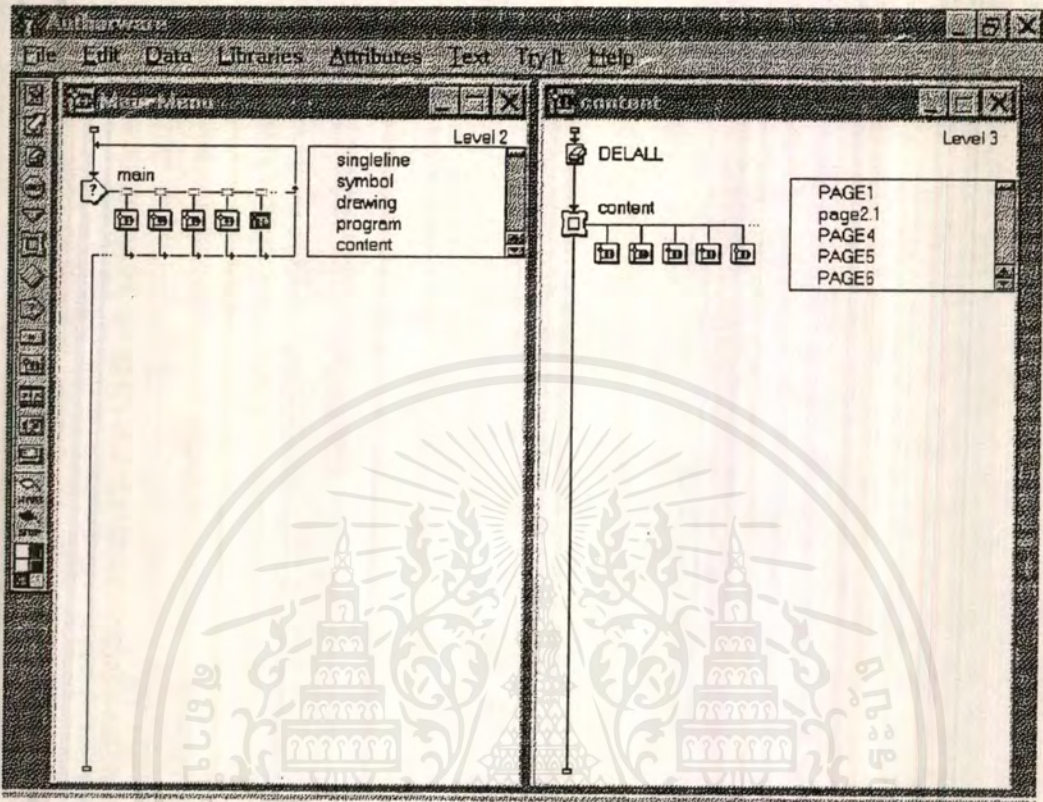 Authorware
File Edit Data Libraries Attributes Text Try It Help
Main Menu
Level 2
main
singleline
symbol
drewing
program
content
content
Level 3
DELALL
content
PAGE1
page2.1
PAGE4
PAGE5
PAGE6